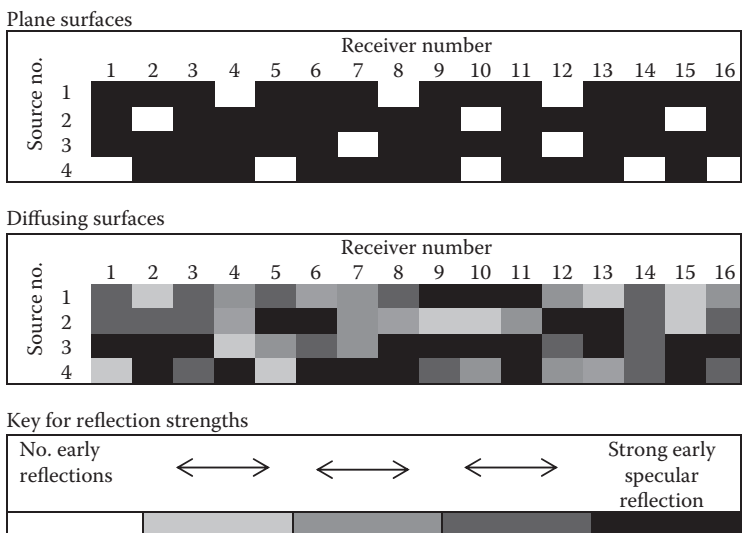 Plane surfaces
Receiver number
1 2 3 4 5 6 7 8 9 10 11 12 13 14 15 16
Source no.
1
2
3
4
Diffusing surfaces
Receiver number
1 2 3 4 5 6 7 8 9 10 11 12 13 14 15 16
Source no.
1
2
3
4
Key for reflection strengths
No. early
reflections
Strong early
specular
reflection